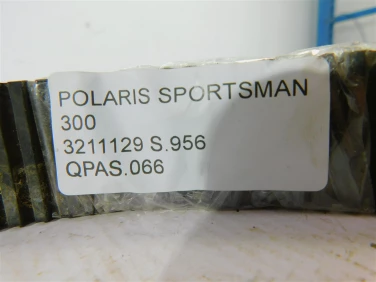 POLARIS SPORTSMAN
300
3211129 S.956
QPAS.066